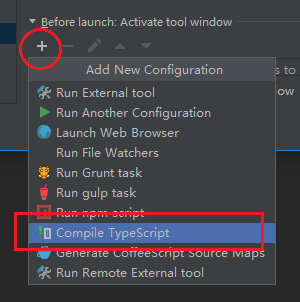 Before launch: Activate tool window
Add New Configuration
Run External tool
Run Another Configuration
Launch Web Browser
Run File Watchers
Run Grunt task
Run gulp task
Run npm script
Compile TypeScript
Generate CoffeeScript Source Maps
Run Remote External tool
s to
ow